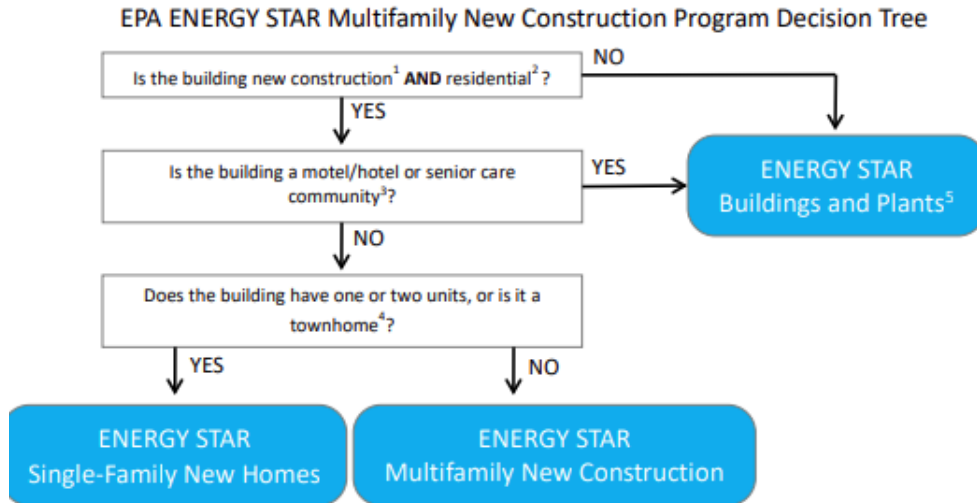 EPA ENERGY STAR Multifamily New Construction Program Decision Tree
Is the building new construction¹ AND residential²?
NO
YES
Is the building a motel/hotel or senior care
community³?
YES
ENERGY STAR
Buildings and Plants⁵
NO
Does the building have one or two units, or is it a
townhome⁴?
YES
NO
ENERGY STAR
Single-Family New Homes
ENERGY STAR
Multifamily New Construction